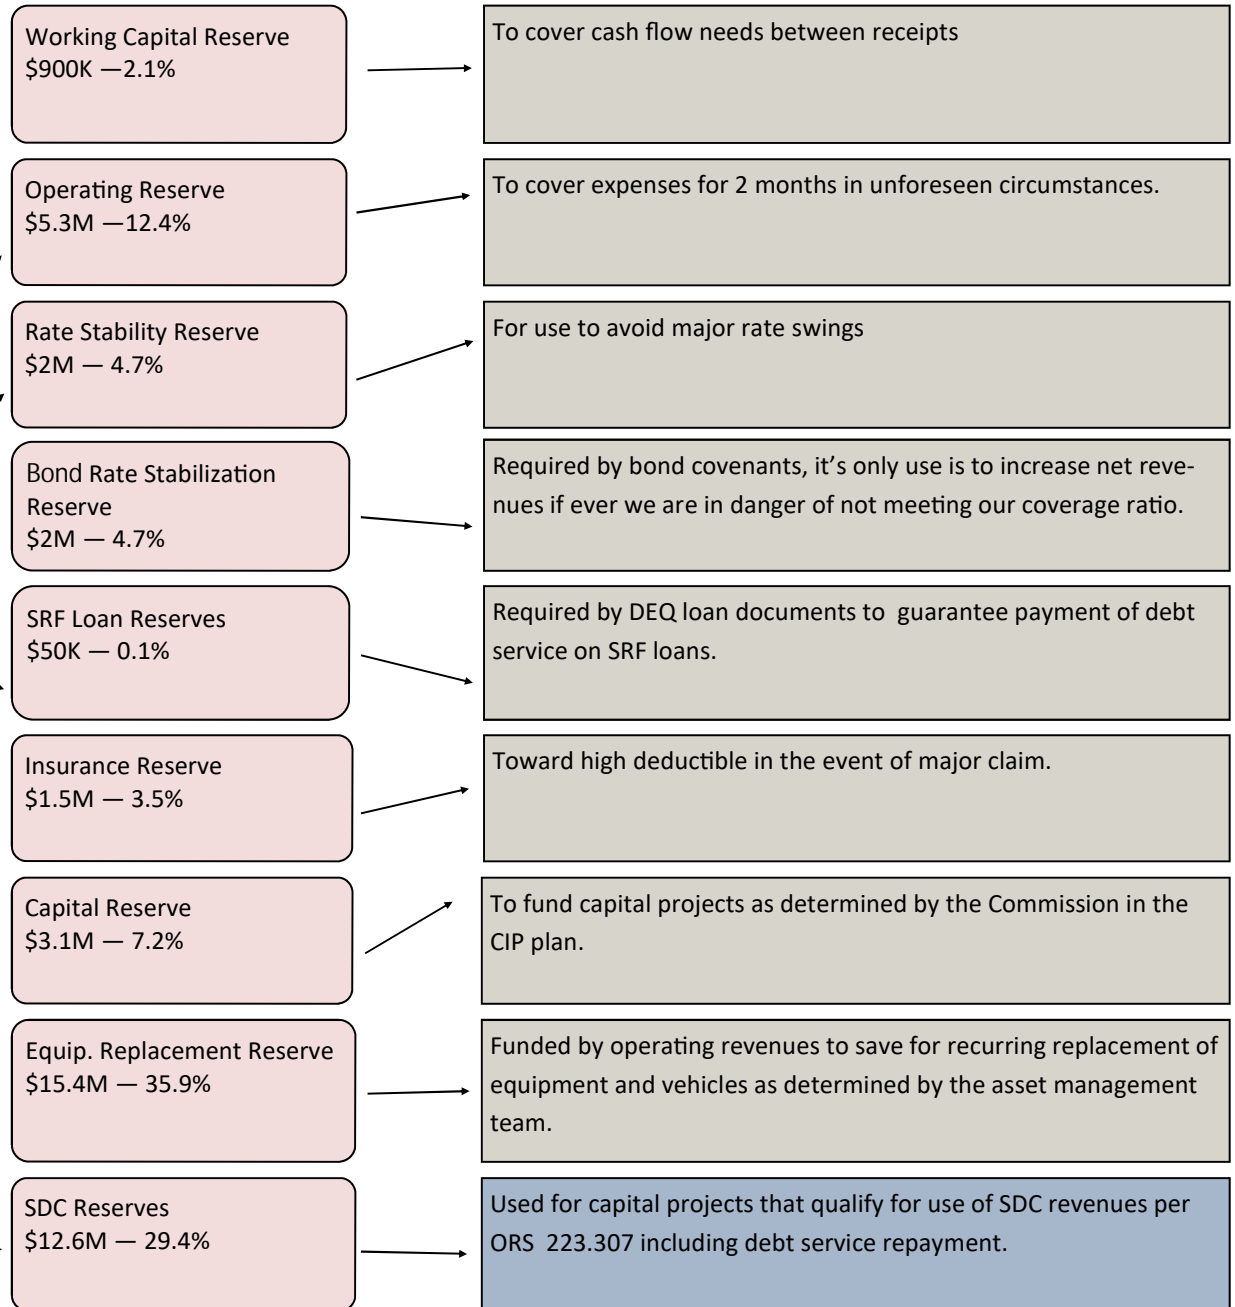 Working Capital Reserve
$900K —2.1%
To cover cash flow needs between receipts
Operating Reserve
$5.3M —12.4%
To cover expenses for 2 months in unforeseen circumstances.
Rate Stability Reserve
$2M — 4.7%
For use to avoid major rate swings
Bond Rate Stabilization
Reserve
$2M — 4.7%
Required by bond covenants, it’s only use is to increase net reve-
nues if ever we are in danger of not meeting our coverage ratio.
SRF Loan Reserves
$50K — 0.1%
Required by DEQ loan documents to  guarantee payment of debt
service on SRF loans.
Insurance Reserve
$1.5M — 3.5%
Toward high deductible in the event of major claim.
Capital Reserve
$3.1M — 7.2%
To fund capital projects as determined by the Commission in the
CIP plan.
Equip. Replacement Reserve
$15.4M — 35.9%
Funded by operating revenues to save for recurring replacement of
equipment and vehicles as determined by the asset management
team.
SDC Reserves
$12.6M — 29.4%
Used for capital projects that qualify for use of SDC revenues per
ORS  223.307 including debt service repayment.